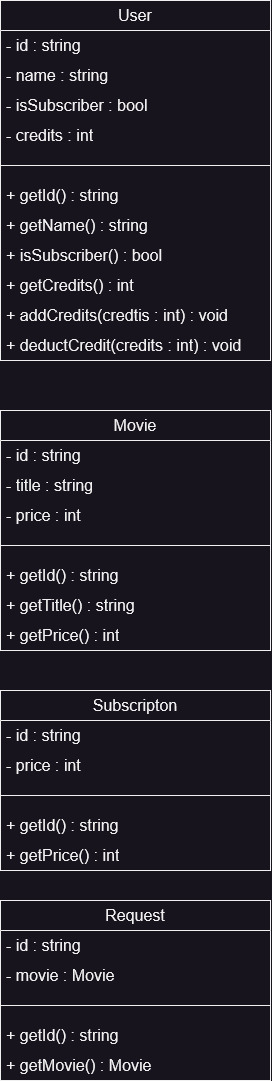 User
- id : string
- name : string
- isSubscriber : bool
- credits : int
+ getId() : string
+ getName() : string
+ isSubscriber() : bool
+ getCredits() : int
+ addCredits(credtis : int) : void
+ deductCredit(credits : int) : void
Movie
- id : string
- title : string
- price : int
+ getId() : string
+ getTitle() : string
+ getPrice() : int
Subscripton
- id : string
- price : int
+ getId() : string
+ getPrice() : int
Request
- id : string
- movie : Movie
+ getId() : string
+ getMovie() : Movie